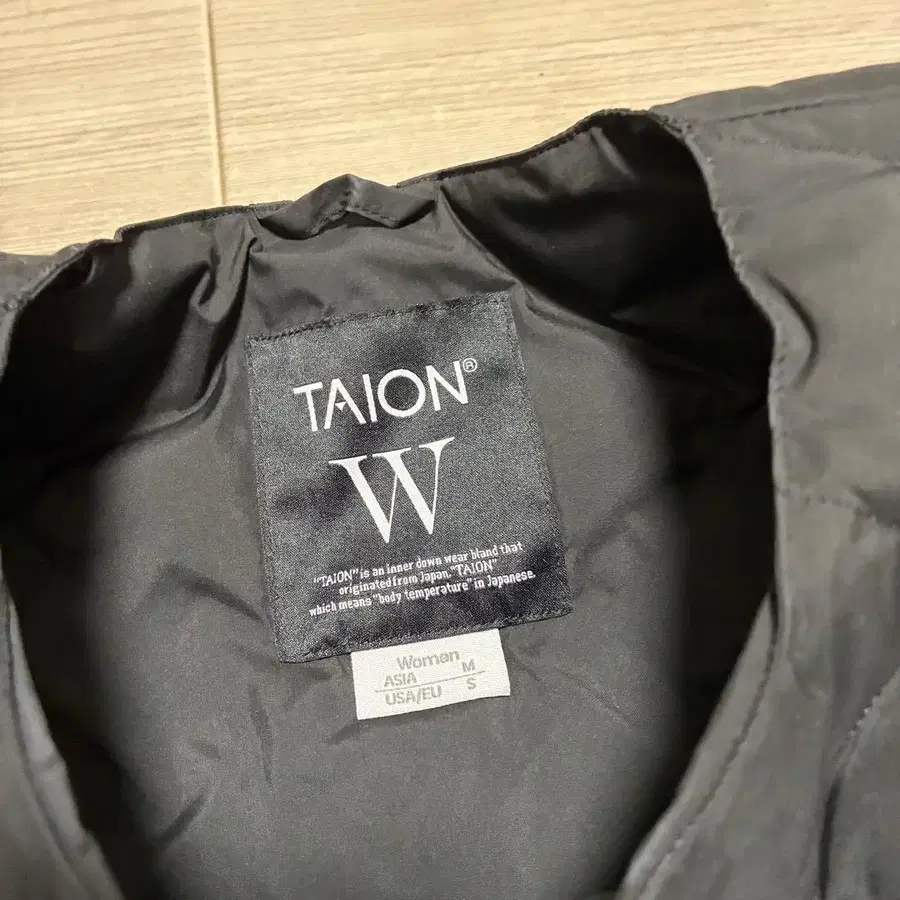 TAION®
W
"TAION" is an inner down wear bland that
originated from Japan. "TAION"
which means "body temperature" in Japanese.
Women
ASIA M
USA/EU S